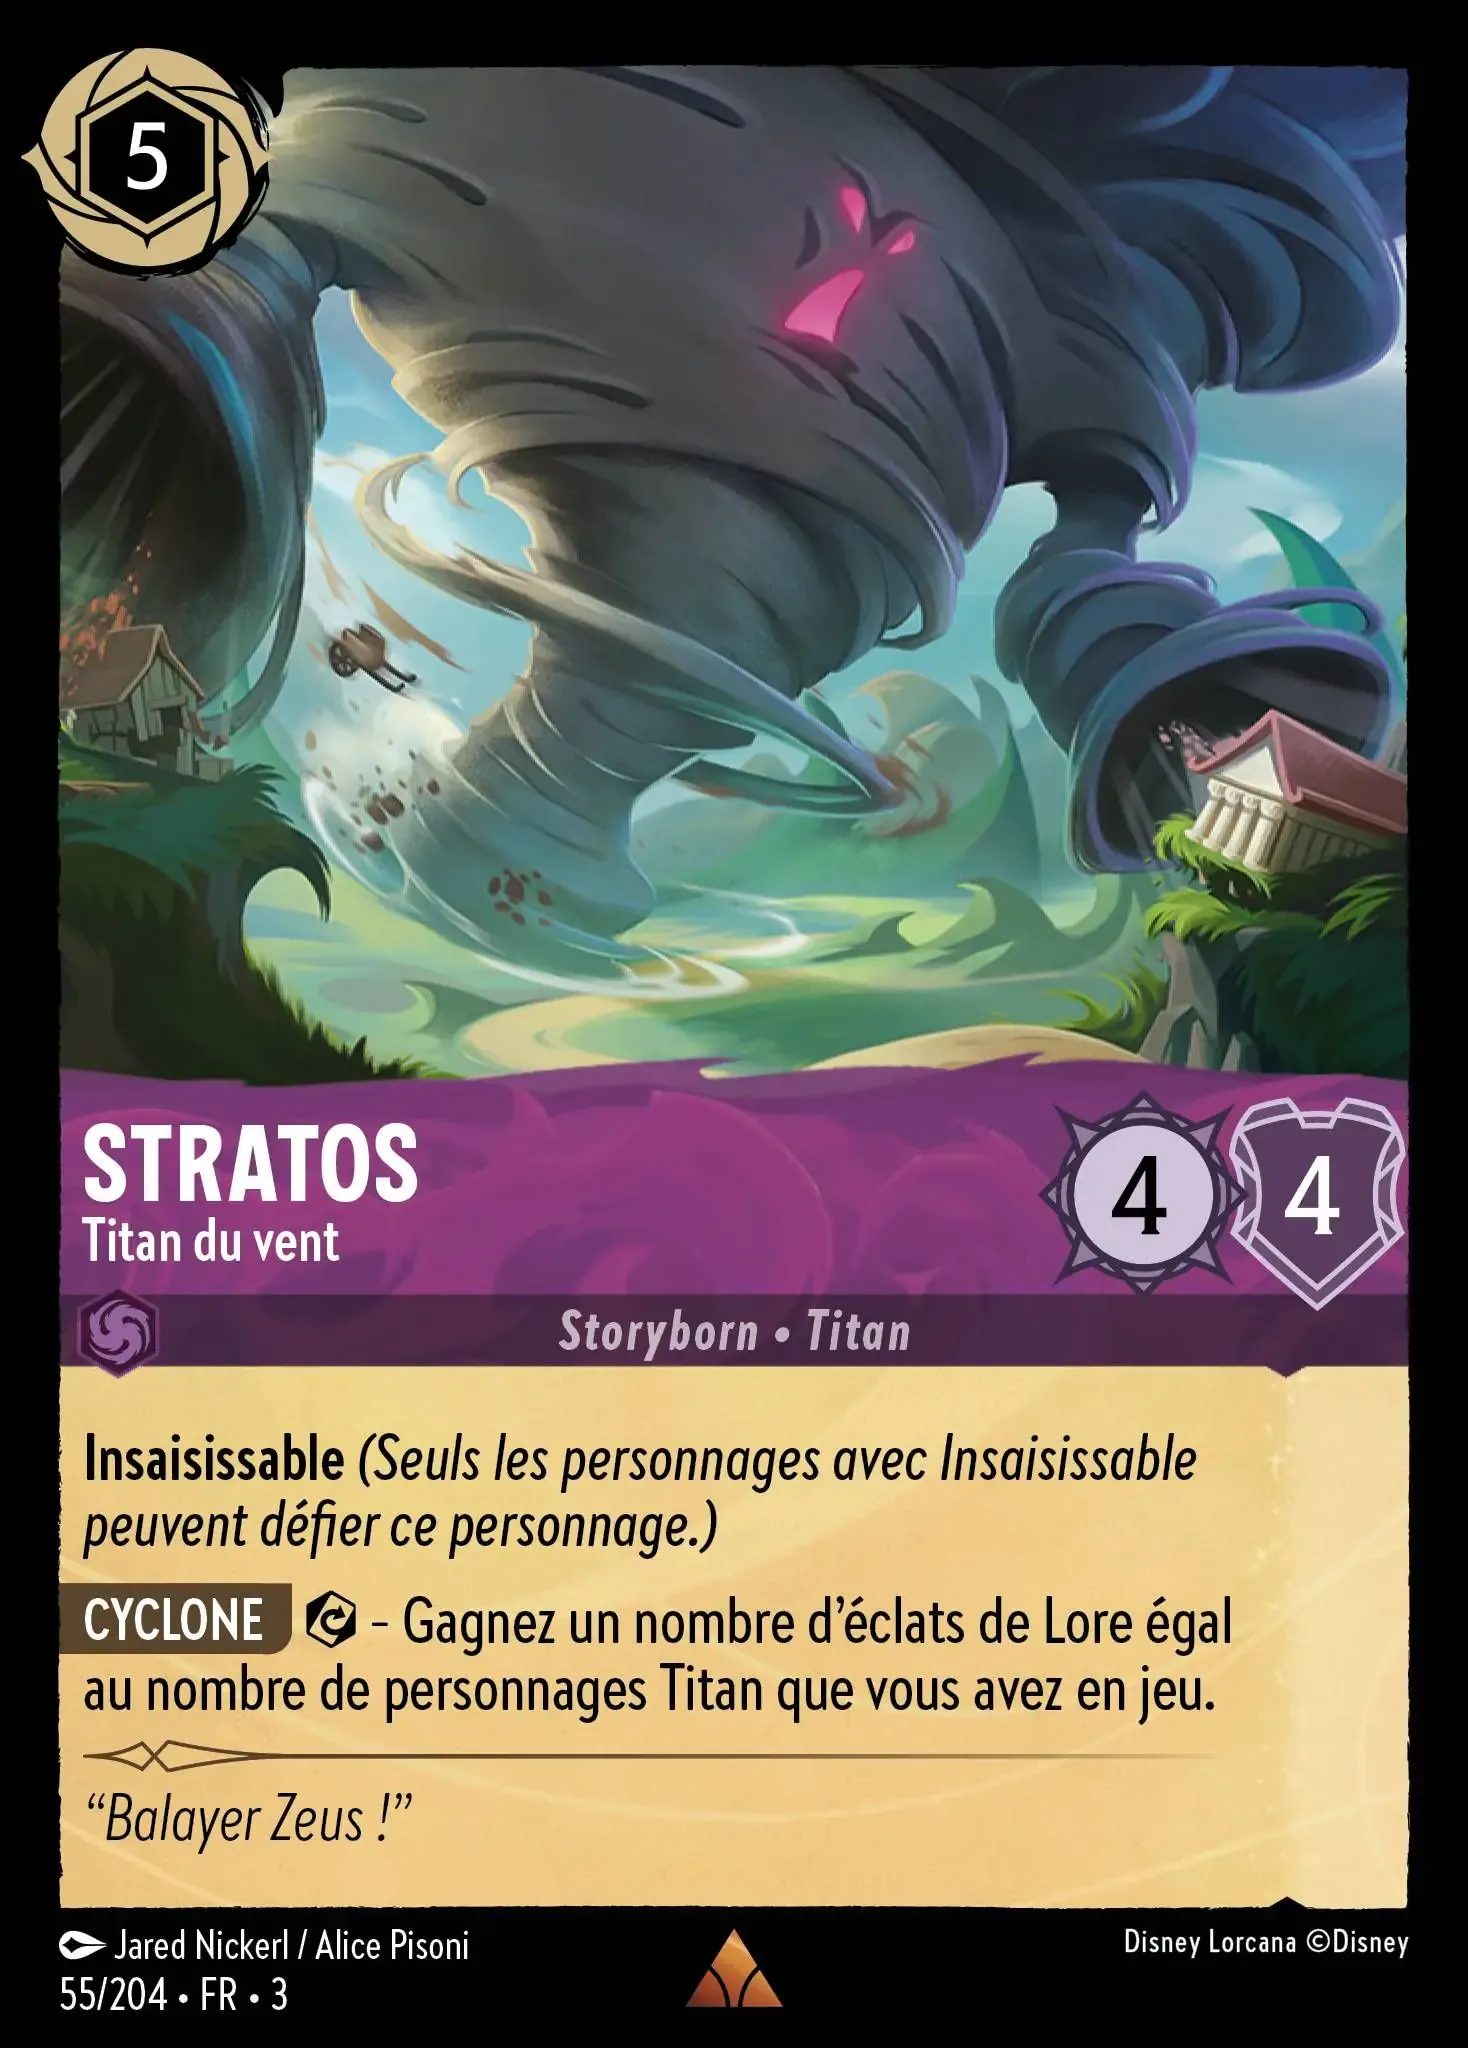 5
STRATOS
Titan du vent
4
4
Storyborn • Titan
Insaisissable (Seuls les personnages avec Insaisissable
peuvent défier ce personnage.)
CYCLONE – Gagnez un nombre d’éclats de Lore égal
au nombre de personnages Titan que vous avez en jeu.
“Balayer Zeus !”
Jared Nickerl / Alice Pisoni
Disney Lorcana ©Disney
55/204 • FR • 3